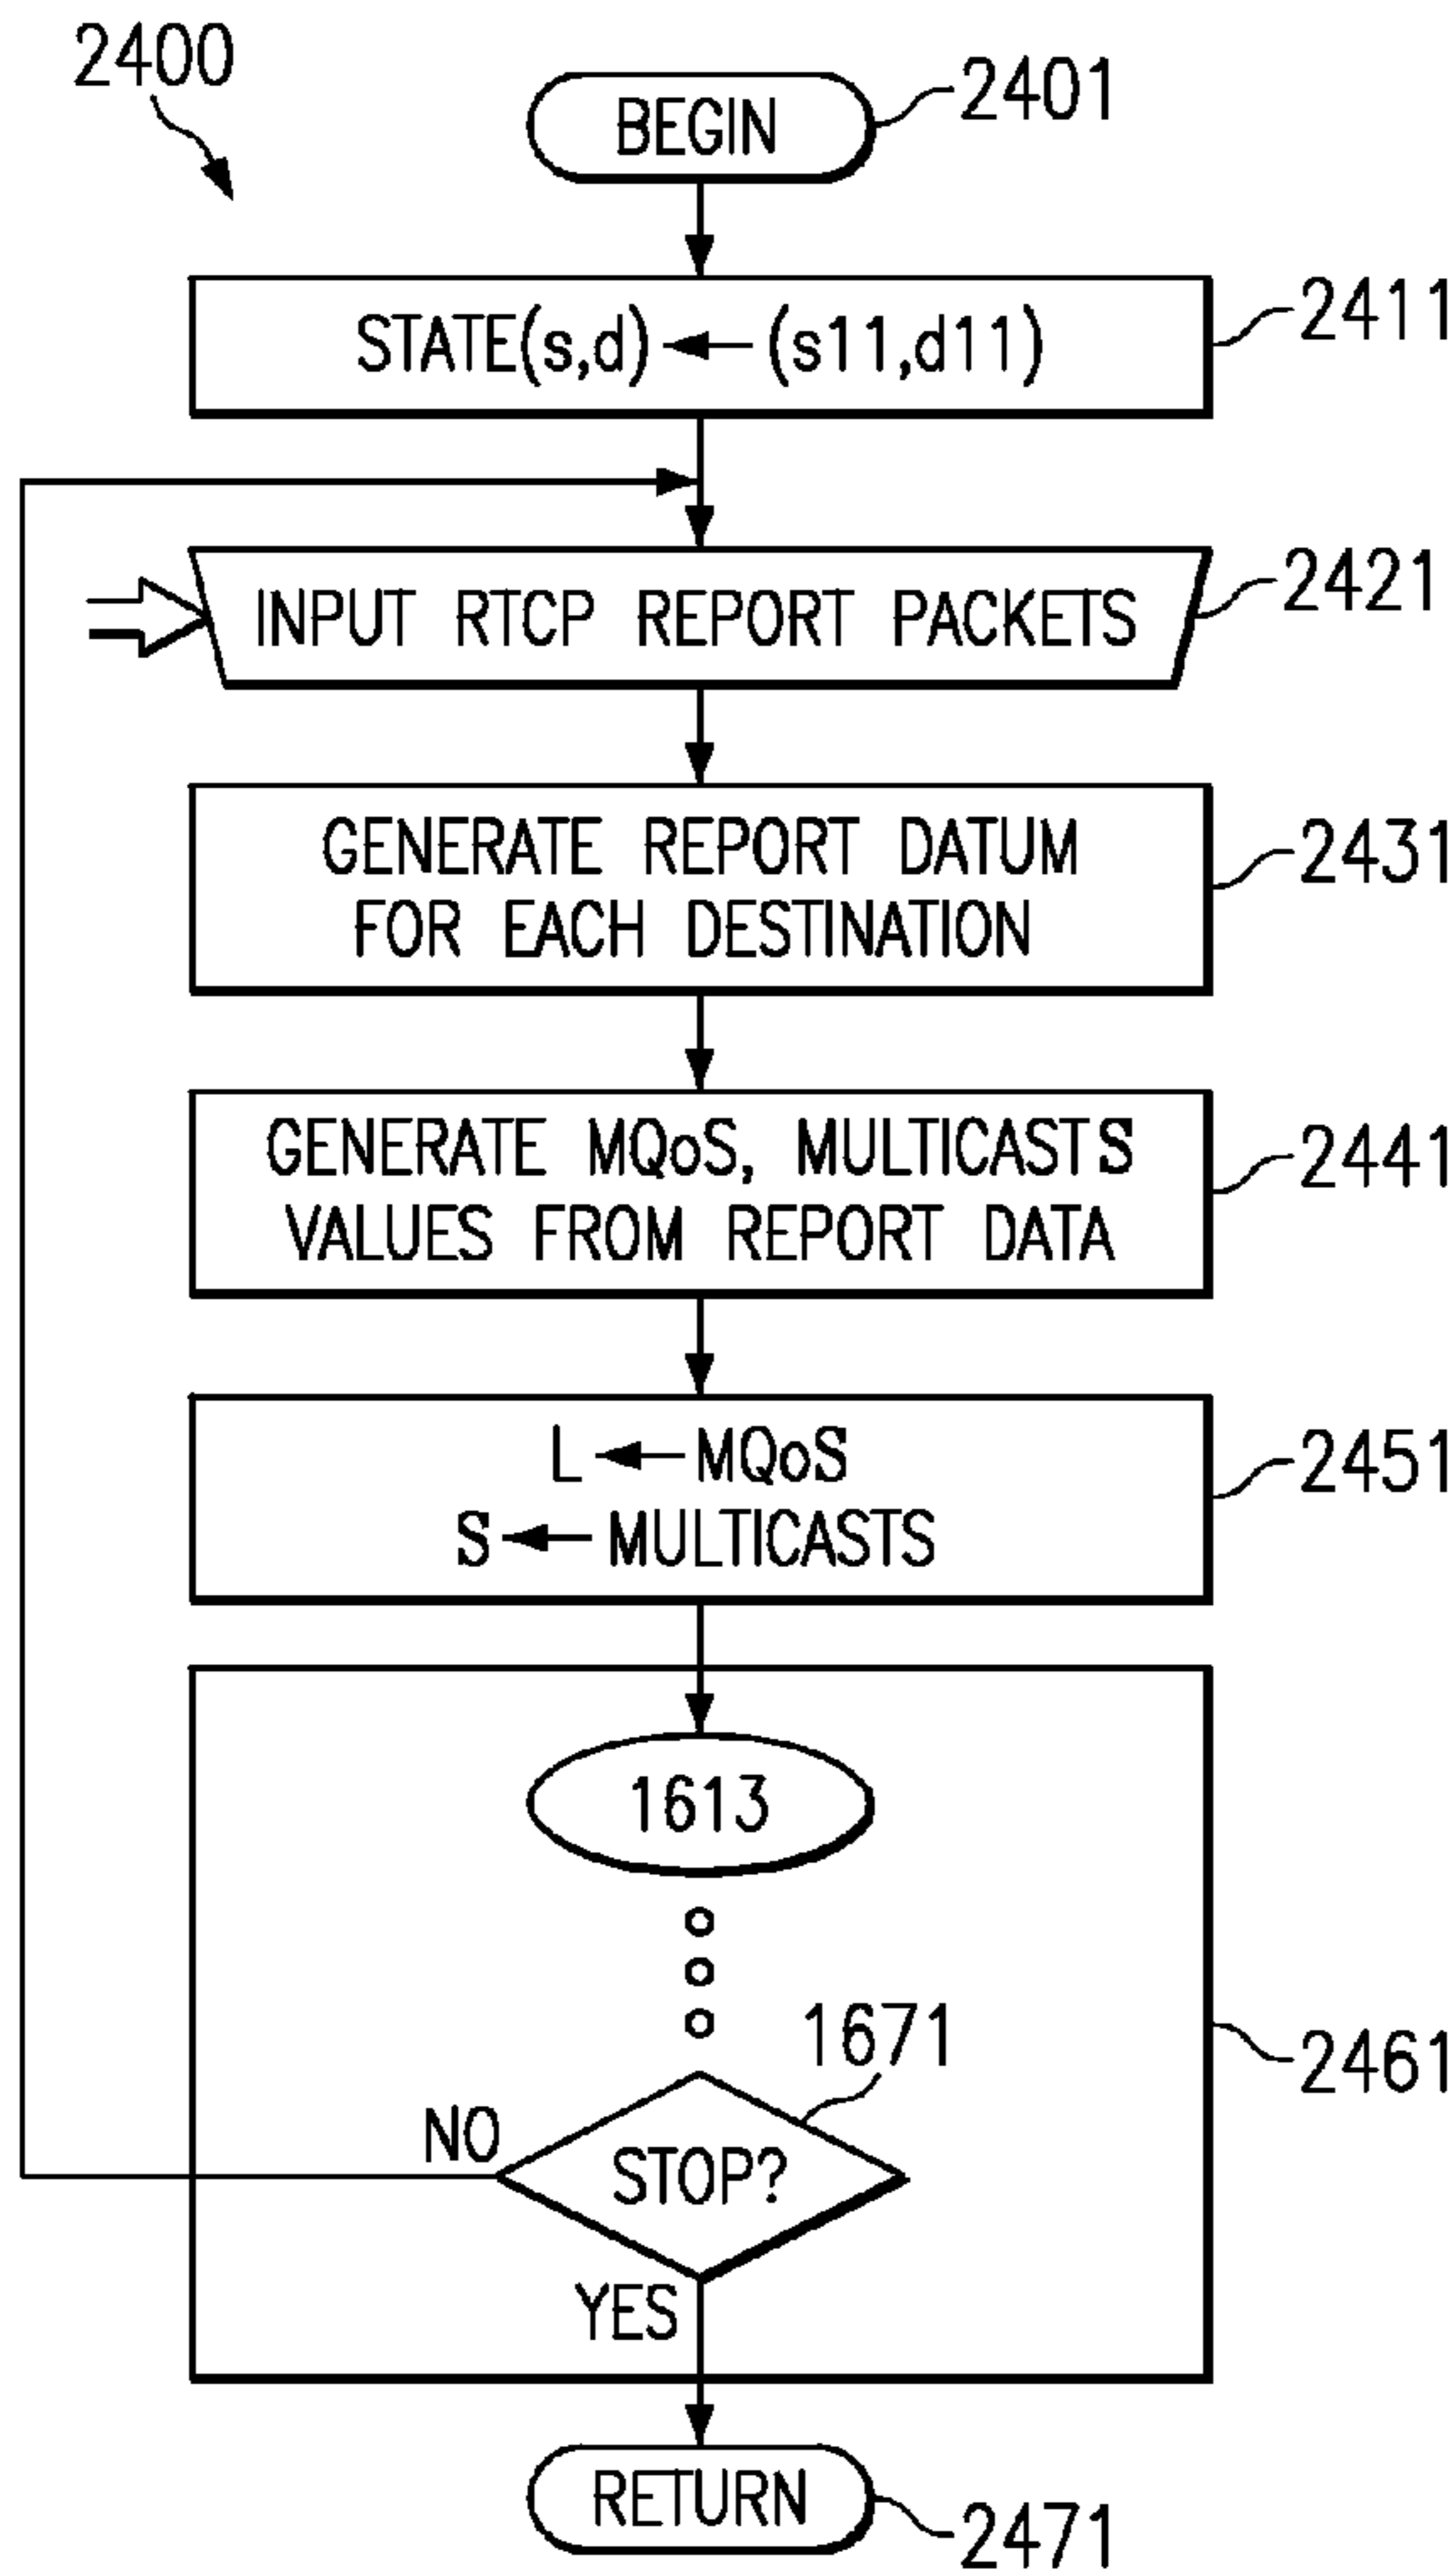 2400
BEGIN
2401
STATE(s,d) ← (s11,d11)
2411
INPUT RTCP REPORT PACKETS
2421
GENERATE REPORT DATUM
FOR EACH DESTINATION
2431
GENERATE MQoS, MULTICASTS
VALUES FROM REPORT DATA
2441
L ← MQoS
S ← MULTICASTS
2451
1613
1671
STOP?
NO
YES
2461
RETURN
2471